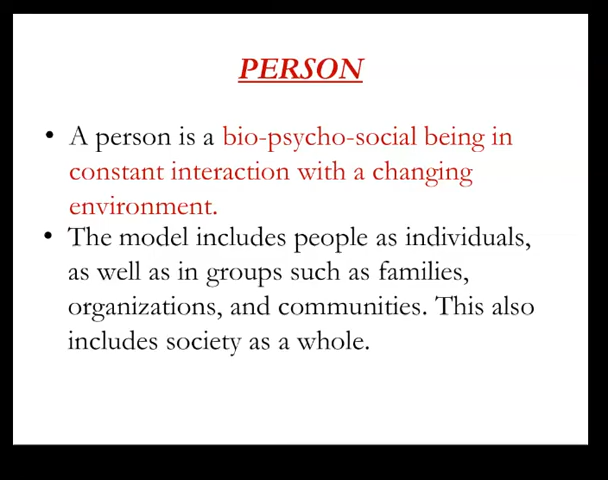 PERSON
• A person is a bio-psycho-social being in
constant interaction with a changing
environment.
• The model includes people as individuals,
as well as in groups such as families,
organizations, and communities. This also
includes society as a whole.